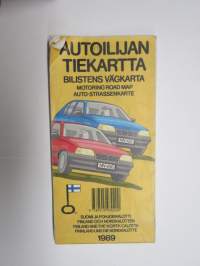 AUTOILIJAN
TIEKARTTA
BILISTENS VÄGKARTA
MOTORING ROAD MAP
AUTO-STRASSENKARTE
SUOMI JA POHJOISKALOTTI
FINLAND OCH NORDKALOTTEN
FINLAND AND THE NORTH CALOTTE
FINNLAND UND DIE NORDKALOTTE
1989